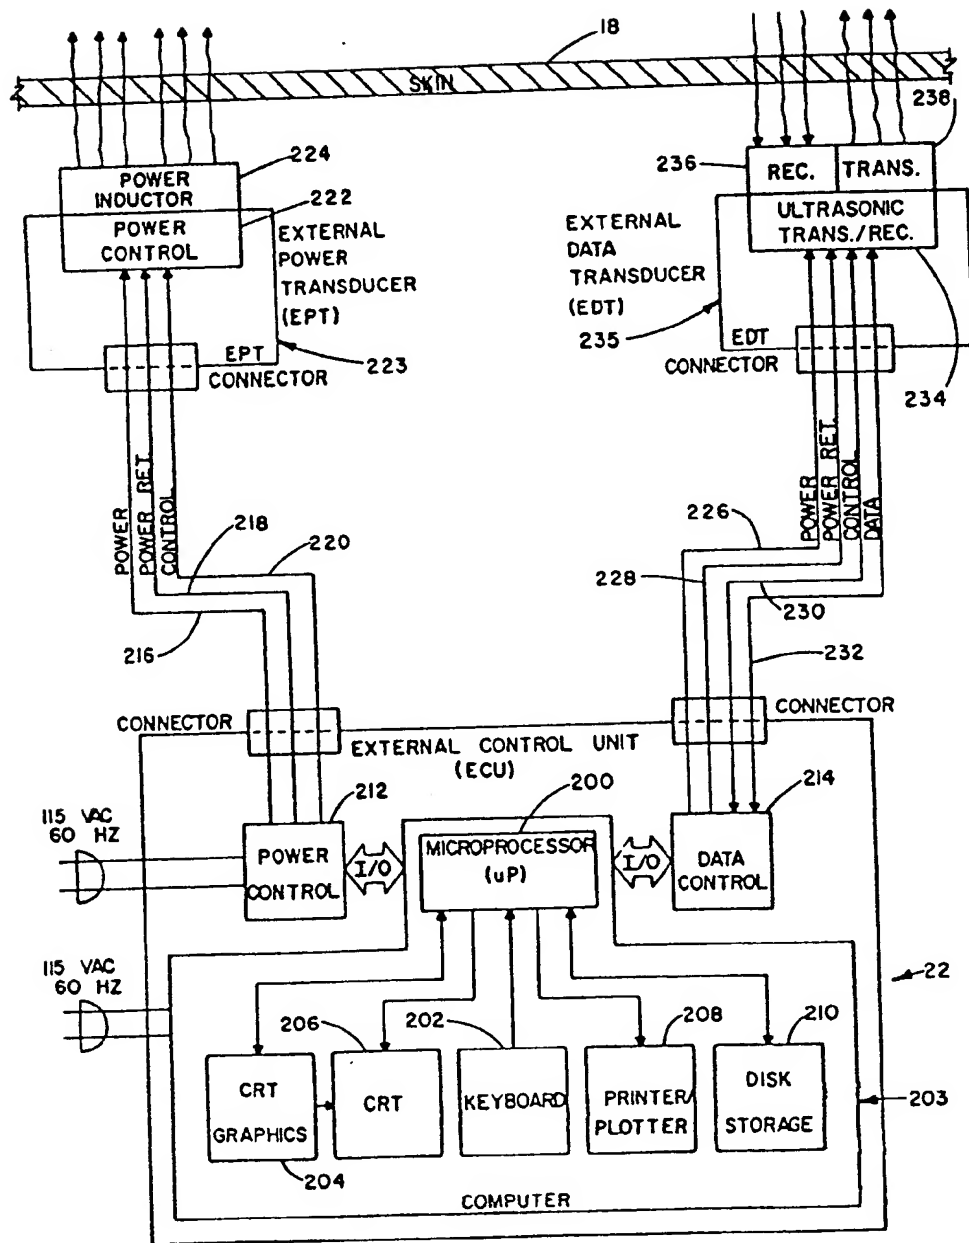 18
SKIN
238
224
POWER
INDUCTOR
222
POWER
CONTROL
EXTERNAL
POWER
TRANSDUCER
(EPT)
EPT
CONNECTOR
223
236
REC.
TRANS.
ULTRASONIC
TRANS./REC.
EXTERNAL
DATA
TRANSDUCER
(EDT)
235
EDT
CONNECTOR
234
POWER
POWER RET.
CONTROL
218
220
216
POWER
POWER RET.
CONTROL
DATA
226
228
230
232
CONNECTOR
EXTERNAL CONTROL UNIT
(ECU)
CONNECTOR
212
200
214
115 VAC
60 HZ
POWER
CONTROL
I/O
MICROPROCESSOR
(uP)
I/O
DATA
CONTROL
115 VAC
60 HZ
22
206
202
208
210
CRT
GRAPHICS
CRT
KEYBOARD
PRINTER/
PLOTTER
DISK
STORAGE
203
204
COMPUTER